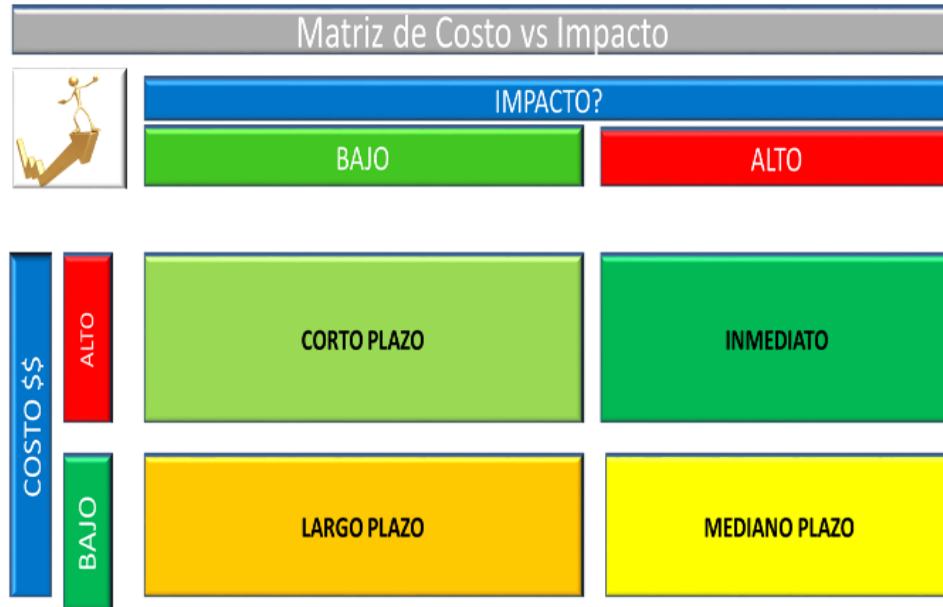 Matriz de Costo vs Impacto
IMPACTO?
BAJO
ALTO
COSTO $$
ALTO
CORTO PLAZO
INMEDIATO
BAJO
LARGO PLAZO
MEDIANO PLAZO